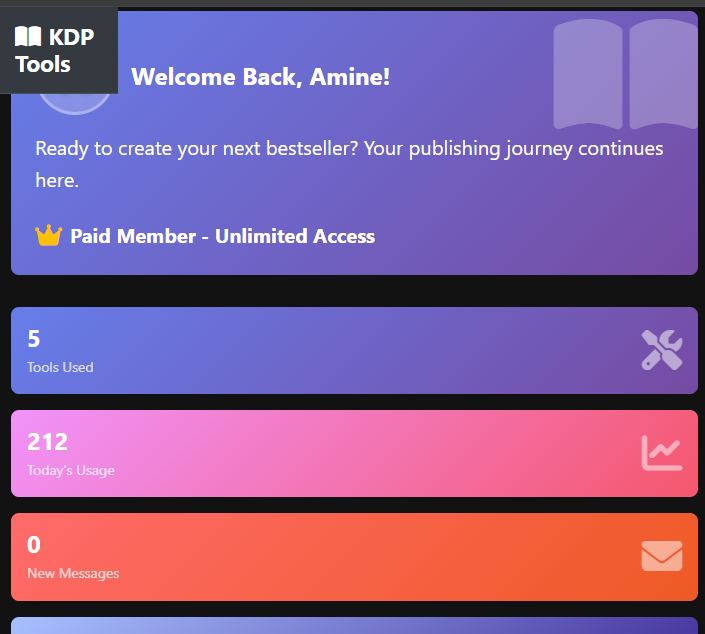 KDP
Tools
Welcome Back, Amine!
Ready to create your next bestseller? Your publishing journey continues
here.
Paid Member - Unlimited Access
5
Tools Used
212
Today's Usage
0
New Messages